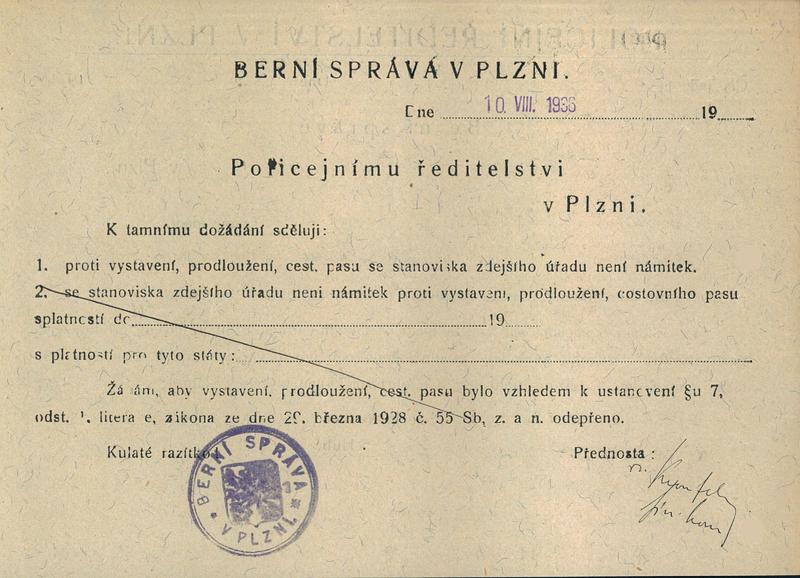 BERNÍ SPRÁVA V PLZNI.
Dne 10. VIII. 1936 19
Policejnímu ředitelstvi
v Plzni.
K tamnímu dožádání sděluji:
1. proti vystavení, prodloužení, cest. pasu se stanoviska zdejšího úřadu není námitek.
2. se stanoviska zdejšího úřadu neni námitek proti vystavení, prodloužení, cestovního pasu
splatností do 19
s platností pro tyto státy:
Žádám, aby vystavení, prodloužení, cest. pasu bylo vzhledem k ustanovení §u 7,
odst. 1. litera e, zákona ze dne 29. března 1928 č. 55 Sb, z. a n. odepřeno.
Kulaté razítko: Přednosta:
BERNÍ SPRÁVA
V PLZNI